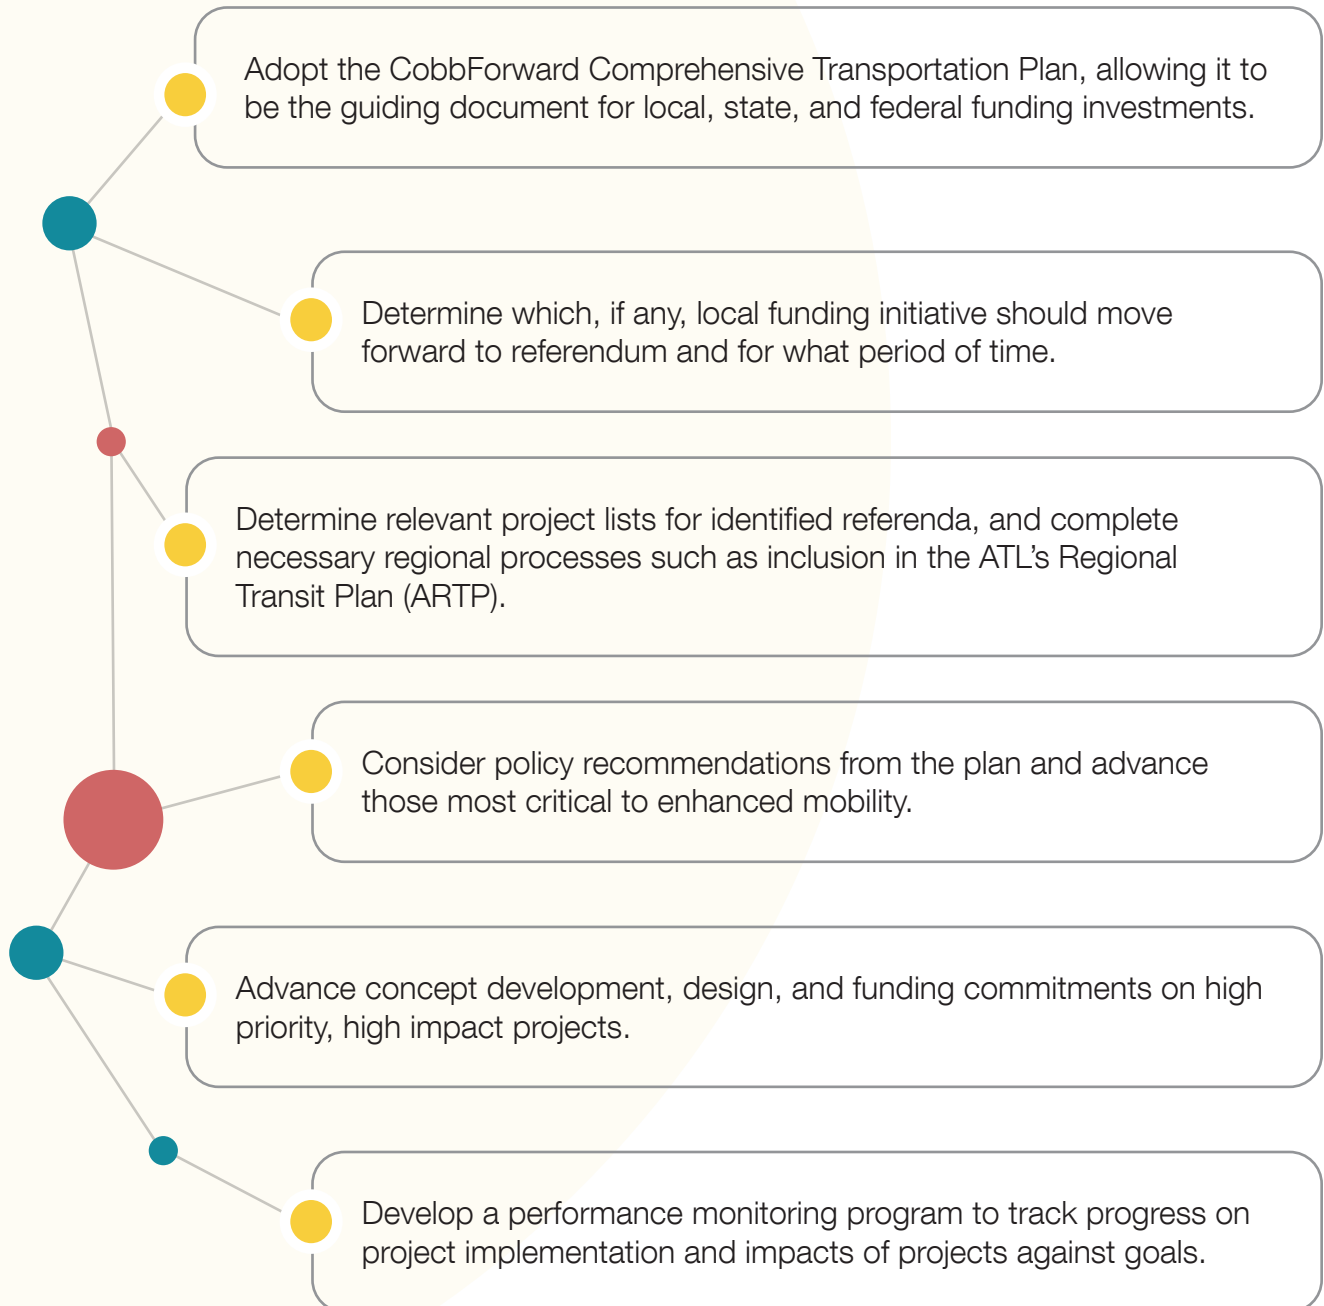 Adopt the CobbForward Comprehensive Transportation Plan, allowing it to
be the guiding document for local, state, and federal funding investments.
Determine which, if any, local funding initiative should move
forward to referendum and for what period of time.
Determine relevant project lists for identified referenda, and complete
necessary regional processes such as inclusion in the ATL’s Regional
Transit Plan (ARTP).
Consider policy recommendations from the plan and advance
those most critical to enhanced mobility.
Advance concept development, design, and funding commitments on high
priority, high impact projects.
Develop a performance monitoring program to track progress on
project implementation and impacts of projects against goals.